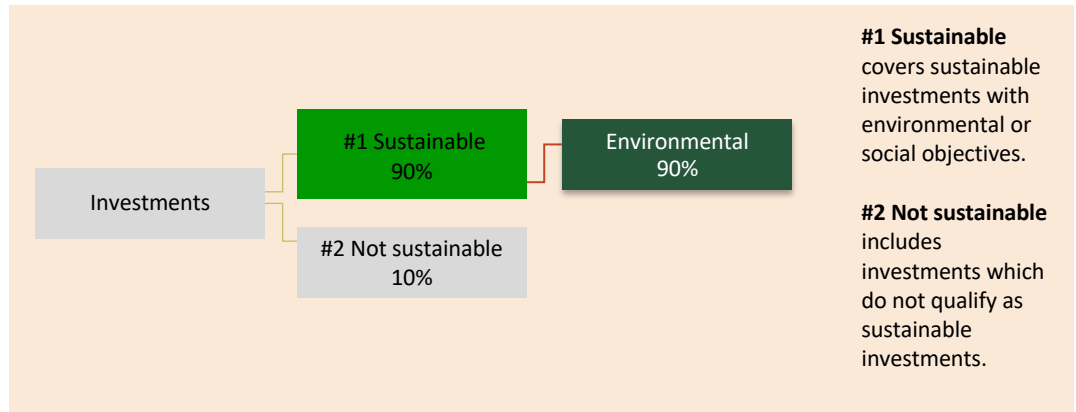 Investments
#1 Sustainable
90%
#2 Not sustainable
10%
Environmental
90%
#1 Sustainable
covers sustainable
investments with
environmental or
social objectives.
#2 Not sustainable
includes
investments which
do not qualify as
sustainable
investments.